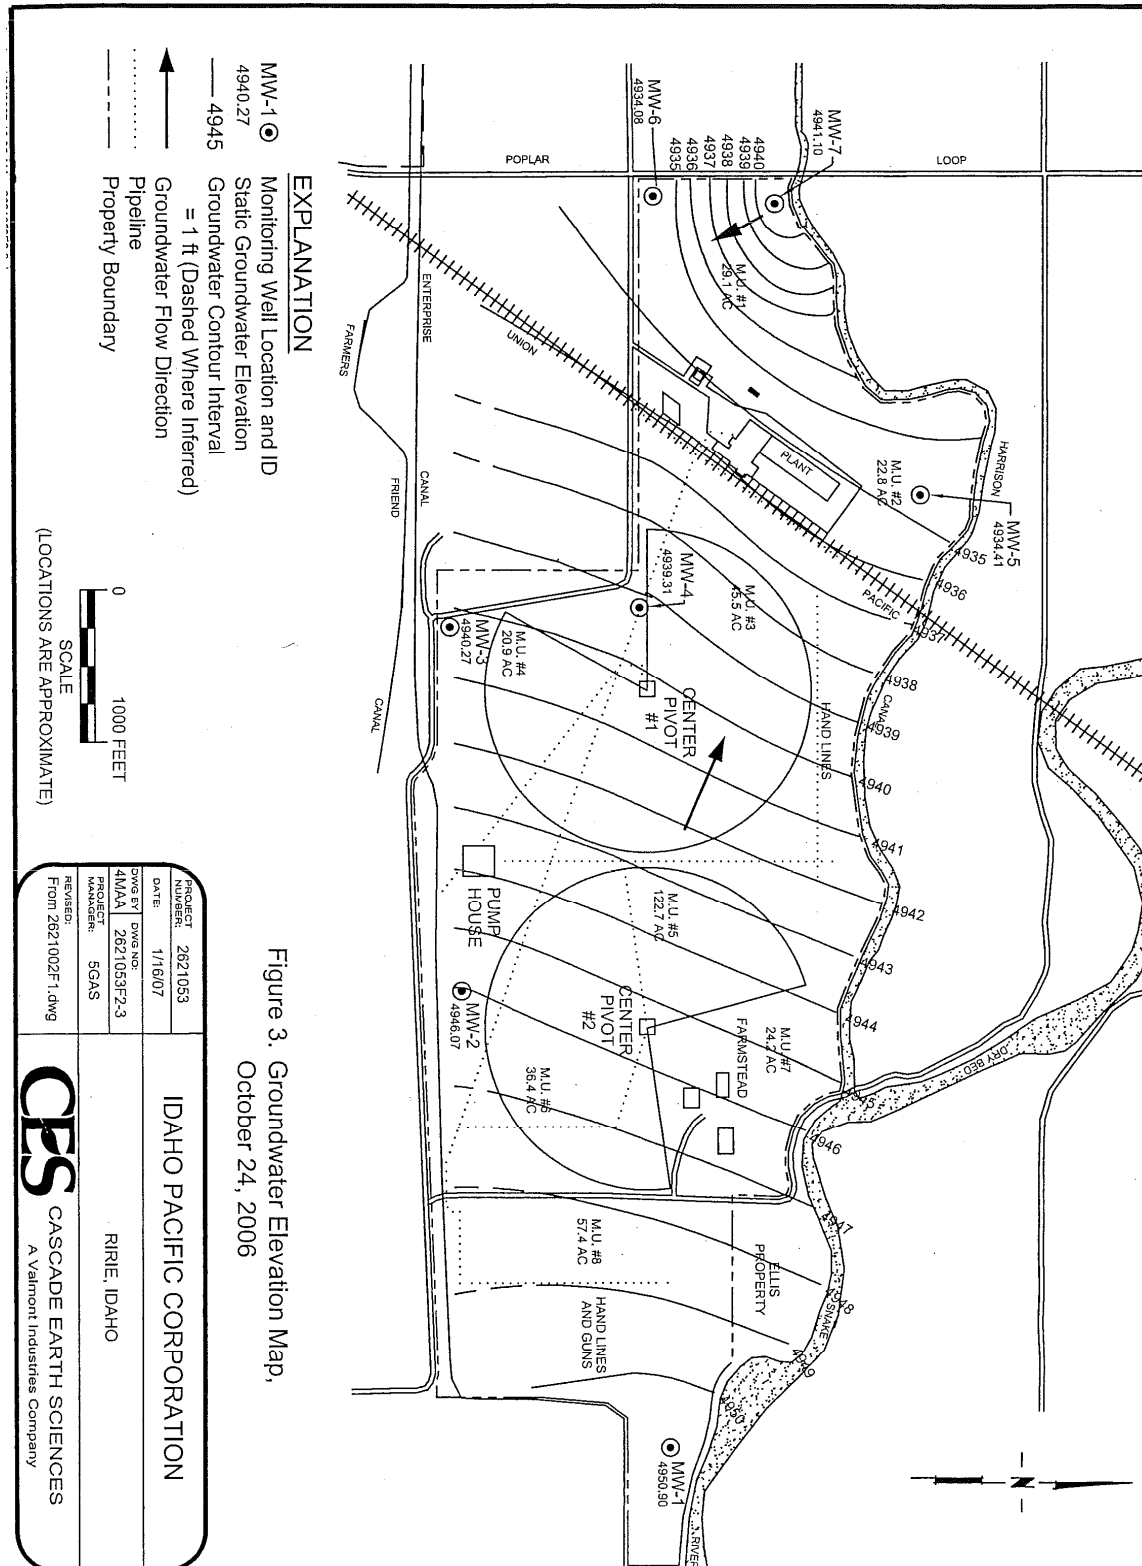 MW-7
4941.10
MW-6
4934.08
4940
4939
4938
4937
4936
4935
POPLAR
LOOP
M.U. #1
29.1 AC
HARRISON
MW-5
4934.41
M.U. #2
22.8 AC
PLANT
UNION
PACIFIC
ENTERPRISE
CANAL
FARMERS
FRIEND
CANAL
4935
4936
4937
4938
CANAL
4939
4940
4941
4942
4943
4944
4945
4946
4947
4948
4949
4950
MW-4
4939.31
M.U. #3
45.5 AC
HAND LINES
MW-3
4940.27
M.U. #4
20.9 AC
CENTER
PIVOT
#1
PUMP
HOUSE
M.U. #5
122.7 AC
MW-2
4946.07
CENTER
PIVOT
#2
M.U. #6
36.4 AC
M.U. #7
24.2 AC
FARMSTEAD
DRY BED
SNAKE
RIVER
ELLIS
PROPERTY
M.U. #8
57.4 AC
HAND LINES
AND GUNS
MW-1
4950.90
N
EXPLANATION
MW-1
4940.27
Monitoring Well Location and ID
Static Groundwater Elevation
4945
Groundwater Contour Interval
= 1 ft (Dashed Where Inferred)
Groundwater Flow Direction
Pipeline
Property Boundary
0
1000 FEET
SCALE
(LOCATIONS ARE APPROXIMATE)
Figure 3. Groundwater Elevation Map,
October 24, 2006
PROJECT NUMBER: 2621053
DATE: 1/16/07
DWG BY 4MAA
DWG NO: 2621053F2-3
PROJECT MANAGER: 5GAS
REVISED:
From 2621002F1.dwg
IDAHO PACIFIC CORPORATION
RIRIE, IDAHO
CES
CASCADE EARTH SCIENCES
A Valmont Industries Company